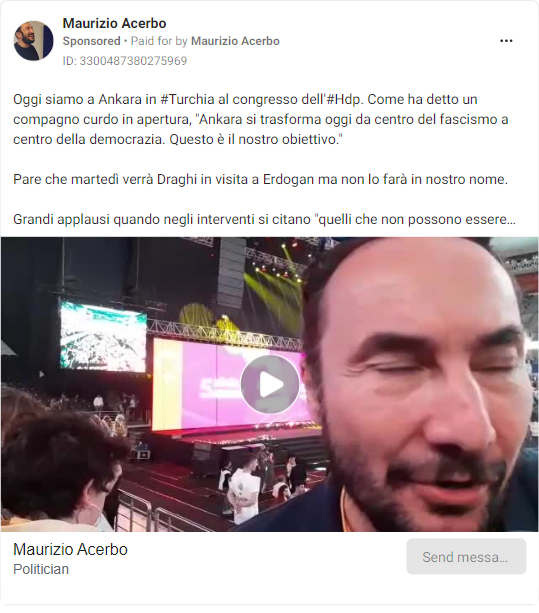 Maurizio Acerbo
Sponsored • Paid for by Maurizio Acerbo
ID: 3300487380275969
Oggi siamo a Ankara in #Turchia al congresso dell'#Hdp. Come ha detto un
compagno curdo in apertura, "Ankara si trasforma oggi da centro del fascismo a
centro della democrazia. Questo è il nostro obiettivo."
Pare che martedì verrà Draghi in visita a Erdogan ma non lo farà in nostro nome.
Grandi applausi quando negli interventi si citano "quelli che non possono essere...
Maurizio Acerbo
Politician
Send messa...